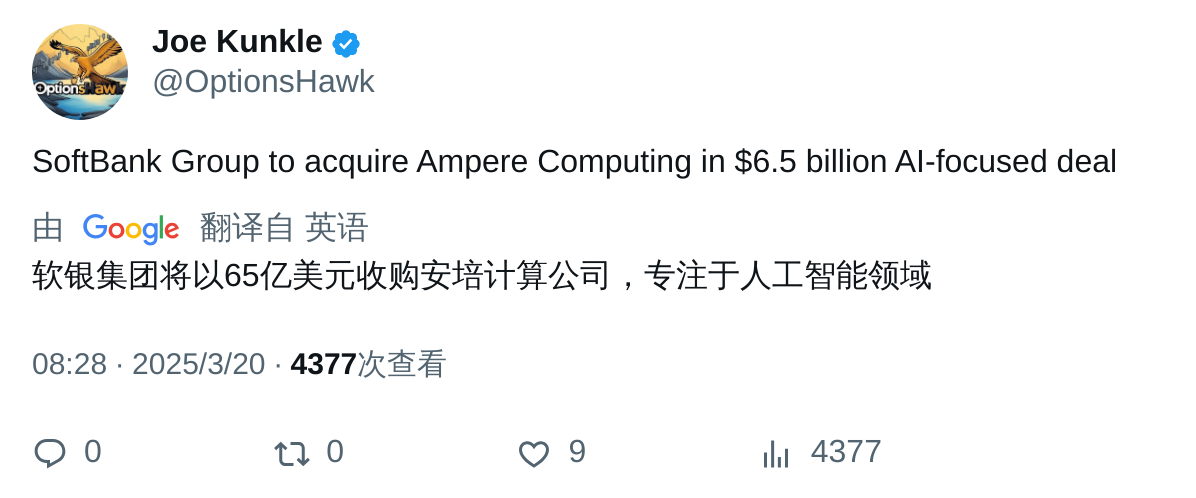 Joe Kunkle
@OptionsHawk
SoftBank Group to acquire Ampere Computing in $6.5 billion AI-focused deal
由 Google 翻译自 英语
软银集团将以65亿美元收购安培计算公司，专注于人工智能领域
08:28 · 2025/3/20 · 4377次查看
0 0 9 4377